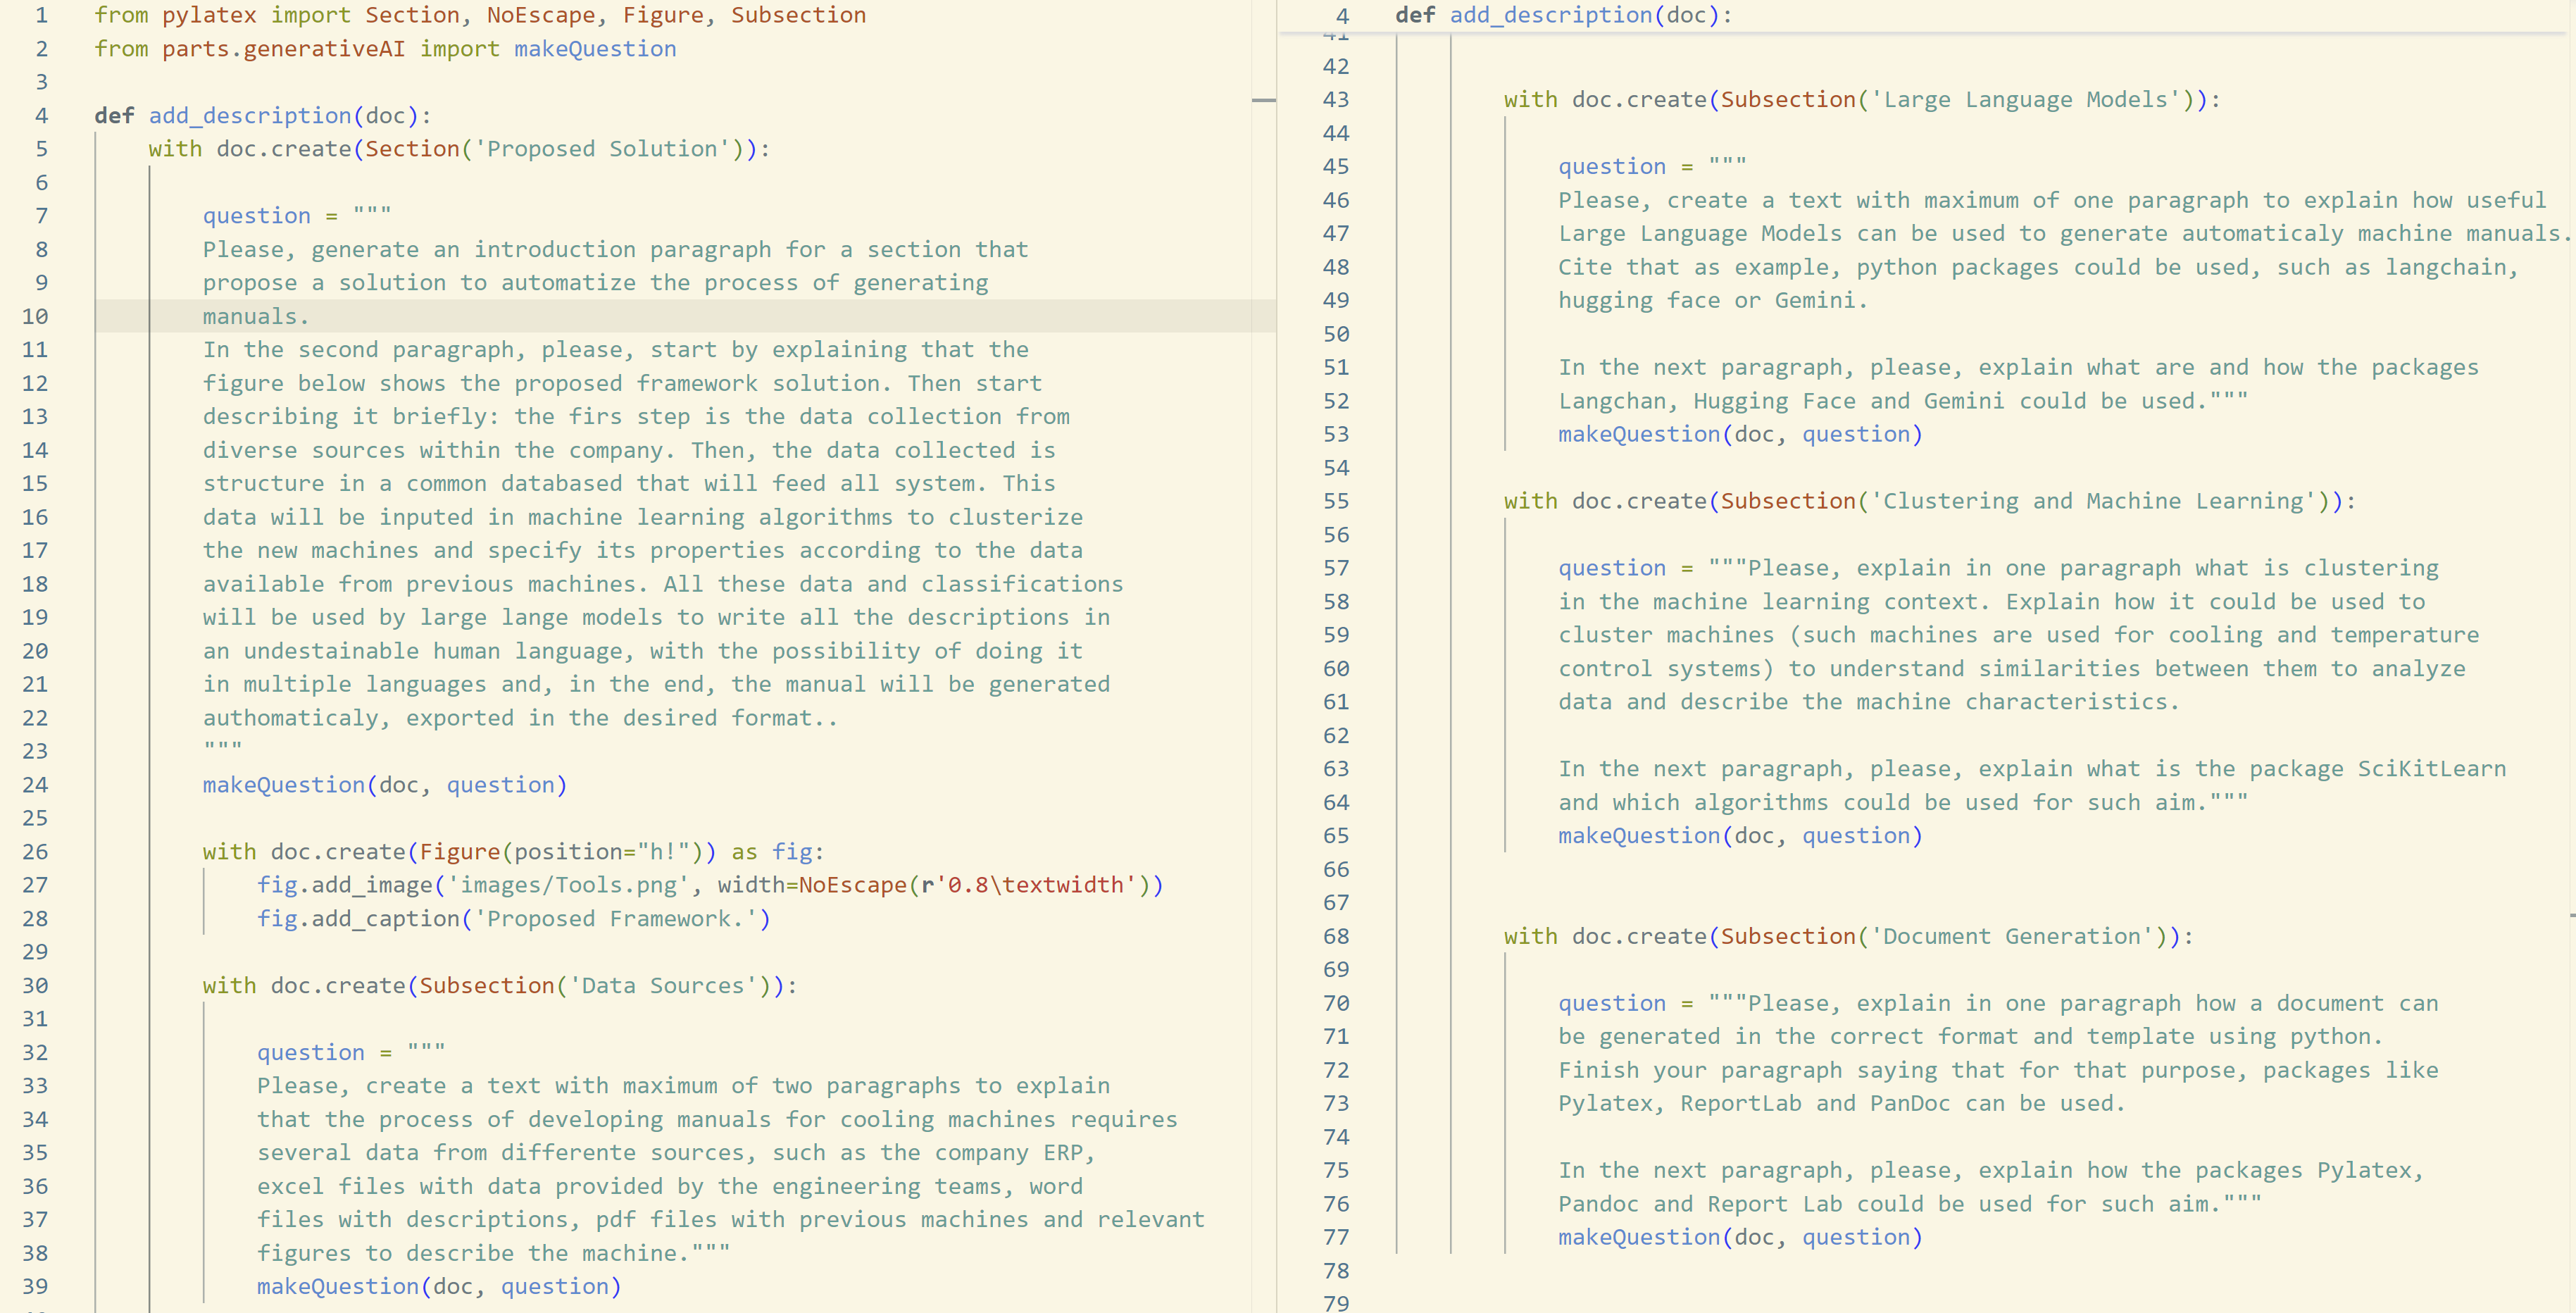 1 from pylatex import Section, NoEscape, Figure, Subsection
2 from parts.generativeAI import makeQuestion
3
4 def add_description(doc):
5 with doc.create(Section('Proposed Solution')):
6
7 question = """
8 Please, generate an introduction paragraph for a section that
9 propose a solution to automatize the process of generating
10 manuals.
11 In the second paragraph, please, start by explaining that the
12 figure below shows the proposed framework solution. Then start
13 describing it briefly: the firs step is the data collection from
14 diverse sources within the company. Then, the data collected is
15 structure in a common databased that will feed all system. This
16 data will be inputed in machine learning algorithms to clusterize
17 the new machines and specify its properties according to the data
18 available from previous machines. All these data and classifications
19 will be used by large lange models to write all the descriptions in
20 an undestainable human language, with the possibility of doing it
21 in multiple languages and, in the end, the manual will be generated
22 authomaticaly, exported in the desired format..
23 """
24 makeQuestion(doc, question)
25
26 with doc.create(Figure(position="h!")) as fig:
27 fig.add_image('images/Tools.png', width=NoEscape(r'0.8\textwidth'))
28 fig.add_caption('Proposed Framework.')
29
30 with doc.create(Subsection('Data Sources')):
31
32 question = """
33 Please, create a text with maximum of two paragraphs to explain
34 that the process of developing manuals for cooling machines requires
35 several data from differente sources, such as the company ERP,
36 excel files with data provided by the engineering teams, word
37 files with descriptions, pdf files with previous machines and relevant
38 figures to describe the machine."""
39 makeQuestion(doc, question)
4 def add_description(doc):
41
42
43 with doc.create(Subsection('Large Language Models')):
44
45 question = """
46 Please, create a text with maximum of one paragraph to explain how useful
47 Large Language Models can be used to generate automaticaly machine manuals.
48 Cite that as example, python packages could be used, such as langchain,
49 hugging face or Gemini.
50
51 In the next paragraph, please, explain what are and how the packages
52 Langchan, Hugging Face and Gemini could be used."""
53 makeQuestion(doc, question)
54
55 with doc.create(Subsection('Clustering and Machine Learning')):
56
57 question = """Please, explain in one paragraph what is clustering
58 in the machine learning context. Explain how it could be used to
59 cluster machines (such machines are used for cooling and temperature
60 control systems) to understand similarities between them to analyze
61 data and describe the machine characteristics.
62
63 In the next paragraph, please, explain what is the package SciKitLearn
64 and which algorithms could be used for such aim."""
65 makeQuestion(doc, question)
66
67
68 with doc.create(Subsection('Document Generation')):
69
70 question = """Please, explain in one paragraph how a document can
71 be generated in the correct format and template using python.
72 Finish your paragraph saying that for that purpose, packages like
73 Pylatex, ReportLab and PanDoc can be used.
74
75 In the next paragraph, please, explain how the packages Pylatex,
76 Pandoc and Report Lab could be used for such aim."""
77 makeQuestion(doc, question)
78
79